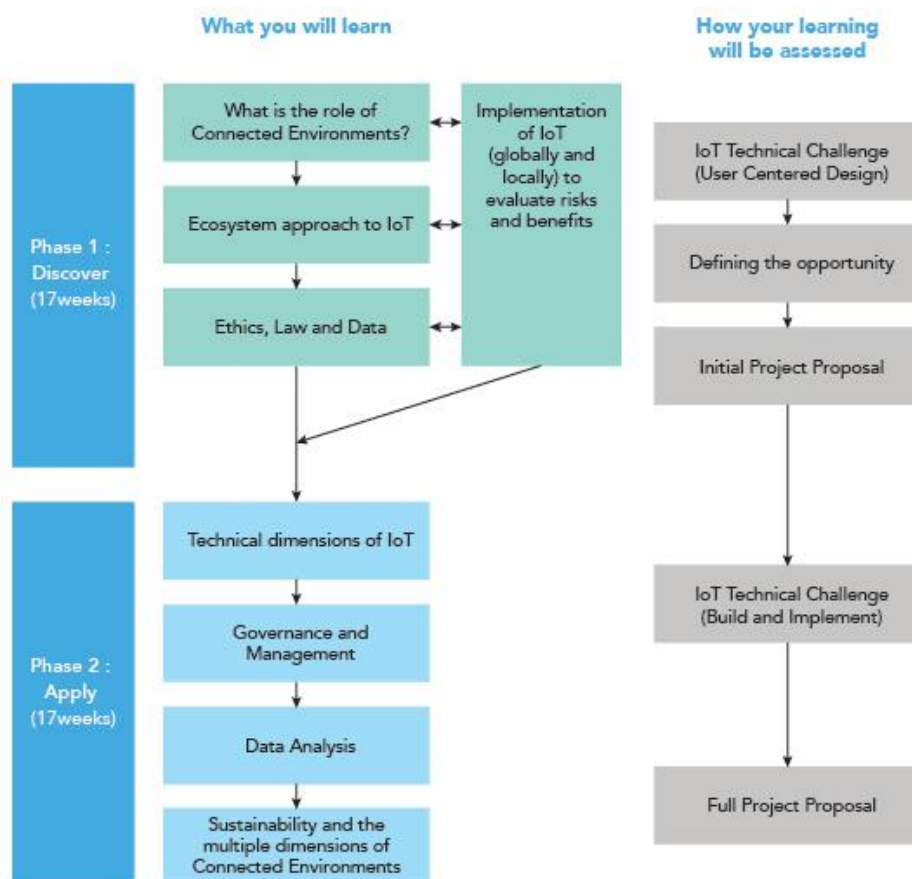 What you will learn
How your learning
will be assessed
Phase 1 :
Discover
(17weeks)
What is the role of
Connected Environments?
Ecosystem approach to IoT
Ethics, Law and Data
Implementation
of IoT
(globally and
locally) to
evaluate risks
and benefits
IoT Technical Challenge
(User Centered Design)
Defining the opportunity
Initial Project Proposal
Phase 2 :
Apply
(17weeks)
Technical dimensions of IoT
Governance and
Management
Data Analysis
Sustainability and the
multiple dimensions of
Connected Environments
IoT Technical Challenge
(Build and Implement)
Full Project Proposal